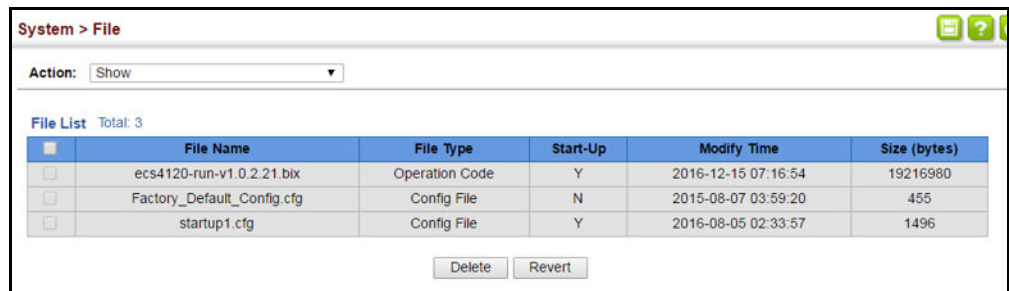 System > File
?
Action: Show
File List Total: 3
File Name File Type Start-Up Modify Time Size (bytes)
ecs4120-run-v1.0.2.21.bix Operation Code Y 2016-12-15 07:16:54 19216980
Factory_Default_Config.cfg Config File N 2015-08-07 03:59:20 455
startup1.cfg Config File Y 2016-08-05 02:33:57 1496
Delete Revert